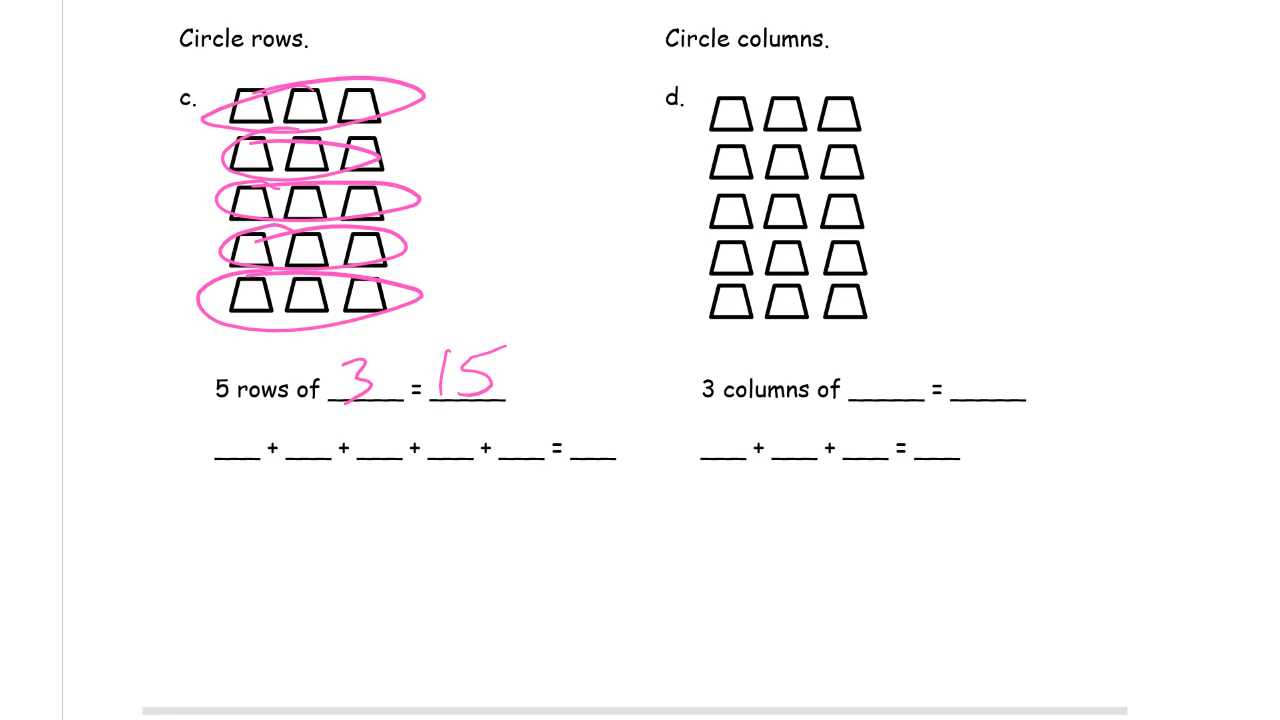 Circle rows.
c.
5 rows of 3 = 15
___ + ___ + ___ + ___ + ___ = ___
Circle columns.
d.
3 columns of _____ = _____
___ + ___ + ___ = ___